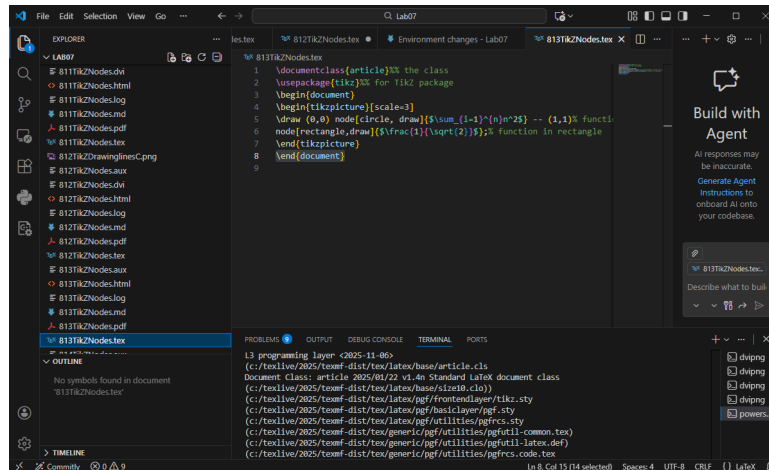 File Edit Selection View Go ... Lab07
EXPLORER ...
LAB07
811TikZNodes.dvi
811TikZNodes.html
811TikZNodes.log
811TikZNodes.md
811TikZNodes.pdf
811TikZNodes.tex
812TikZDrawinglinesC.png
812TikZNodes.aux
812TikZNodes.dvi
812TikZNodes.html
812TikZNodes.log
812TikZNodes.md
812TikZNodes.pdf
812TikZNodes.tex
813TikZNodes.aux
813TikZNodes.html
813TikZNodes.log
813TikZNodes.md
813TikZNodes.pdf
813TikZNodes.tex
OUTLINE
No symbols found in document
'813TikZNodes.tex'
TIMELINE
les.tex 812TikZNodes.tex Environment changes - Lab07 813TikZNodes.tex
813TikZNodes.tex
1 \documentclass{article}%% the class
2 \usepackage{tikz}%% for TikZ package
3 \begin{document}
4 \begin{tikzpicture}[scale=3]
5 \draw (0,0) node[circle, draw]{$\sum_{i=1}^{n}n^2$} -- (1,1)% functi
6 node[rectangle,draw]{$\frac{1}{\sqrt{2}}$};% function in rectangle
7 \end{tikzpicture}
8 \end{document}
9
PROBLEMS 9 OUTPUT DEBUG CONSOLE TERMINAL PORTS
L3 programming layer <2025-11-06>
(c:/texlive/2025/texmf-dist/tex/latex/base/article.cls
Document Class: article 2025/01/22 v1.4n Standard LaTeX document class
(c:/texlive/2025/texmf-dist/tex/latex/base/size10.clo))
(c:/texlive/2025/texmf-dist/tex/latex/pgf/frontendlayer/tikz.sty
(c:/texlive/2025/texmf-dist/tex/latex/pgf/basiclayer/pgf.sty
(c:/texlive/2025/texmf-dist/tex/latex/pgf/utilities/pgfrcs.sty
(c:/texlive/2025/texmf-dist/tex/generic/pgf/utilities/pgfutil-common.tex)
(c:/texlive/2025/texmf-dist/tex/generic/pgf/utilities/pgfutil-latex.def)
(c:/texlive/2025/texmf-dist/tex/generic/pgf/utilities/pgfrcs.code.tex
dvipng
dvipng
dvipng
powers..
Build with
Agent
AI responses may
be inaccurate.
Generate Agent
Instructions to
onboard AI onto
your codebase.
813TikZNodes.tex
Describe what to buil
Commitly 0 9 Ln 8, Col 15 (14 selected) Spaces: 4 UTF-8 CRLF {} LaTeX